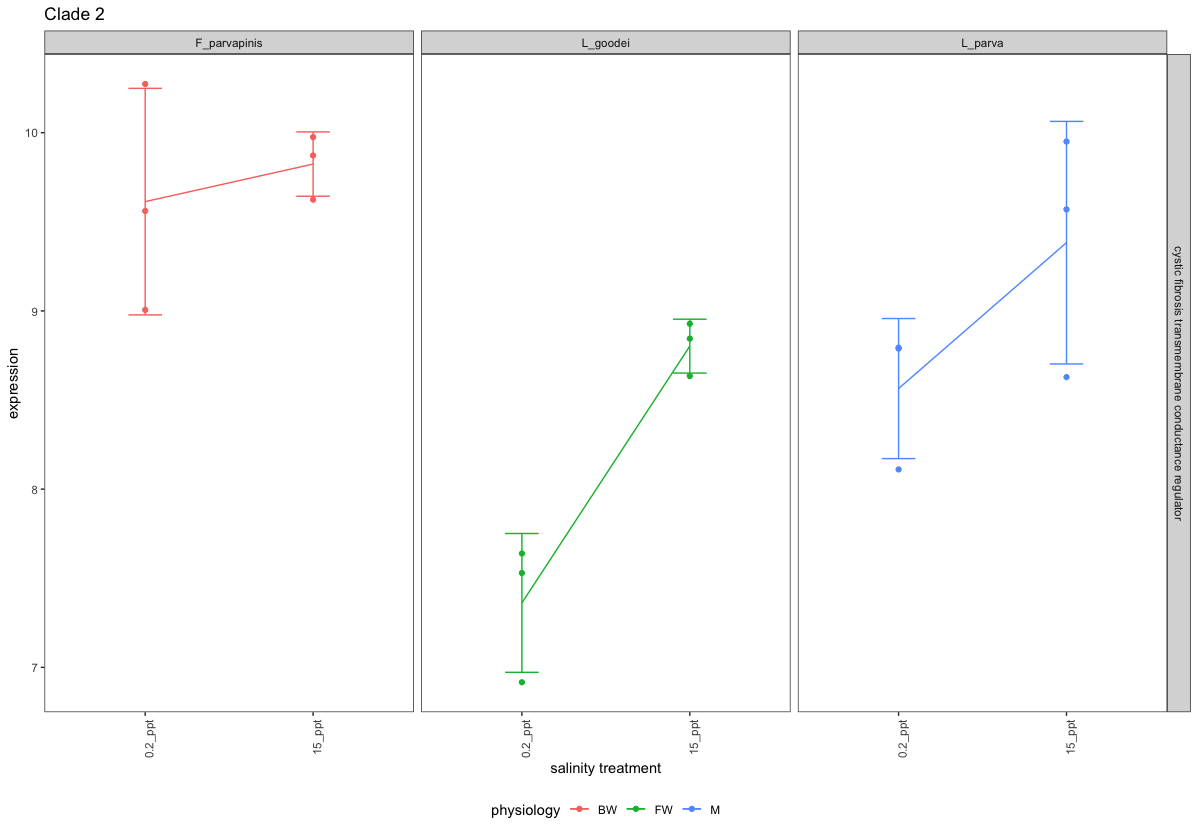 Clade 2
F_parvapinis
L_goodei
L_parva
10
9
8
7
expression
cystic fibrosis transmembrane conductance regulator
0.2_ppt
15_ppt
0.2_ppt
15_ppt
0.2_ppt
15_ppt
salinity treatment
physiology BW FW M